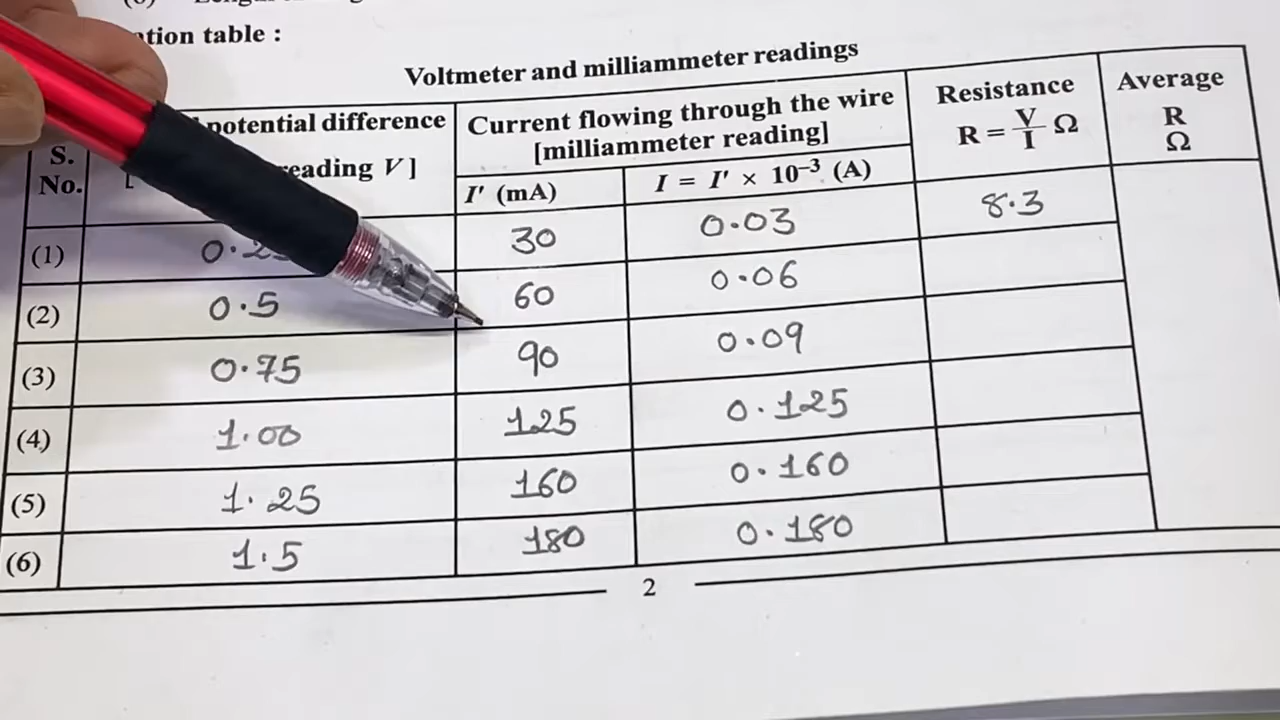 ation table :
Voltmeter and milliammeter readings
S. No. potential difference Current flowing through the wire Resistance Average
eading V ] [milliammeter reading] R = V/I Ω R Ω
[ I′ (mA) I = I′ × 10⁻³ (A)
(1) 30 0.03 8.3
(2) 0.5 60 0.06
(3) 0.75 90 0.09
(4) 1.00 125 0.125
(5) 1.25 160 0.160
(6) 1.5 180 0.180
2